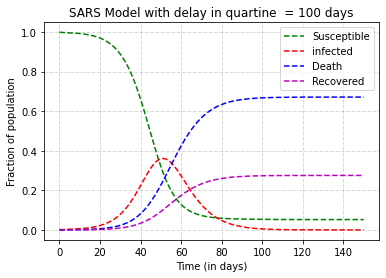 SARS Model with delay in quartine = 100 days
Susceptible
infected
Death
Recovered
Fraction of population
1.0
0.8
0.6
0.4
0.2
0.0
0 20 40 60 80 100 120 140
Time (in days)